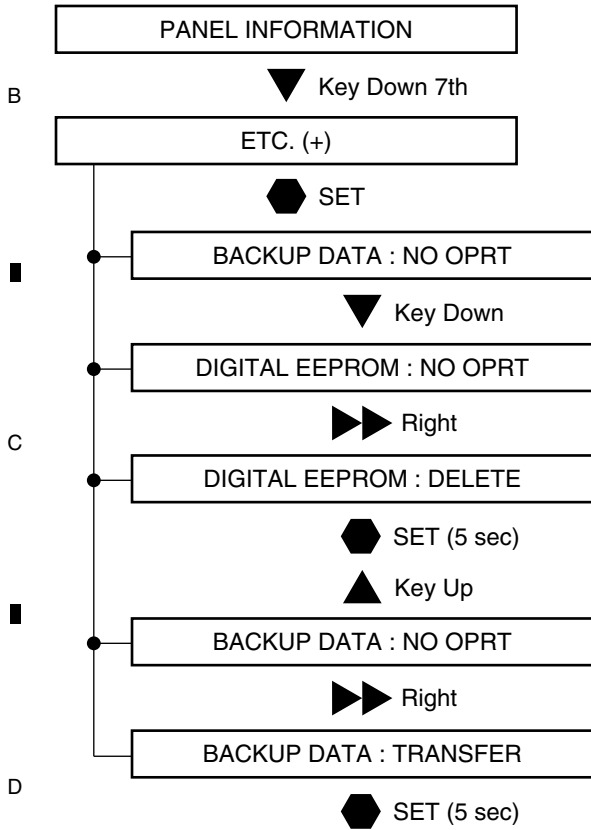 PANEL INFORMATION
Key Down 7th
B
ETC. (+)
SET
BACKUP DATA : NO OPRT
Key Down
DIGITAL EEPROM : NO OPRT
Right
C
DIGITAL EEPROM : DELETE
SET (5 sec)
Key Up
BACKUP DATA : NO OPRT
Right
BACKUP DATA : TRANSFER
D
SET (5 sec)